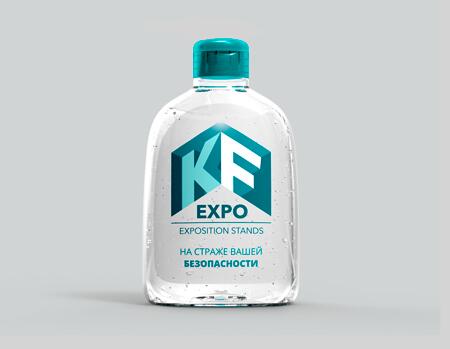 KF
EXPO
EXPOSITION STANDS
НА СТРАЖЕ ВАШЕЙ
БЕЗОПАСНОСТИ